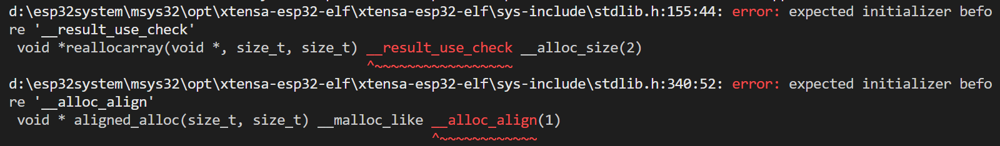 d:\esp32system\msys32\opt\xtensa-esp32-elf\xtensa-esp32-elf\sys-include\stdlib.h:155:44: error: expected initializer befo
re '__result_use_check'
 void *reallocarray(void *, size_t, size_t) __result_use_check __alloc_size(2)
                                            ^~~~~~~~~~~~~~~~~~
d:\esp32system\msys32\opt\xtensa-esp32-elf\xtensa-esp32-elf\sys-include\stdlib.h:340:52: error: expected initializer befo
re '__alloc_align'
 void * aligned_alloc(size_t, size_t) __malloc_like __alloc_align(1)
                                                    ^~~~~~~~~~~~~